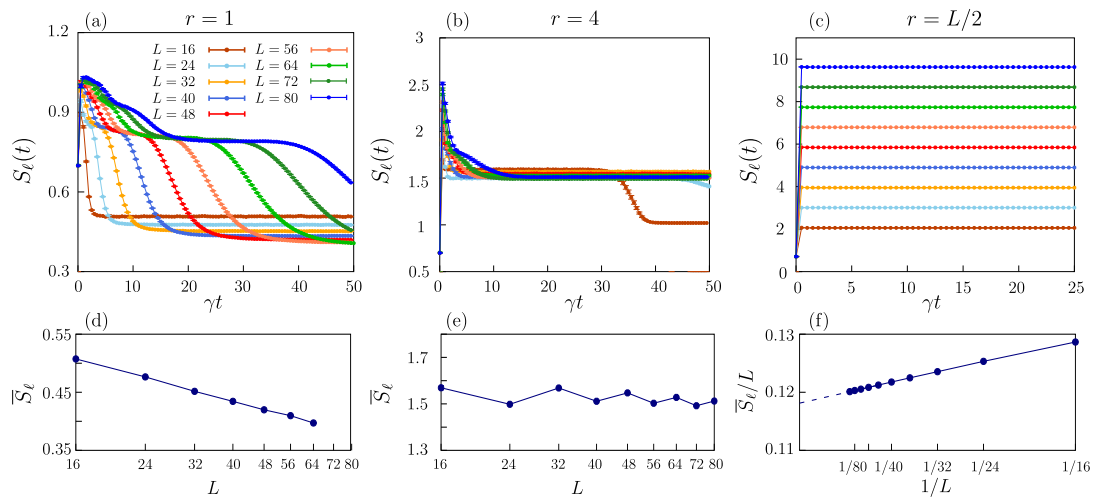 (a) r = 1
(b) r = 4
(c) r = L/2
1.2
0.9
0.6
0.3
S_ℓ(t)
L = 16
L = 24
L = 32
L = 40
L = 48
L = 56
L = 64
L = 72
L = 80
0 10 20 30 40 50
γt
3
2.5
2
1.5
1
0.5
S_ℓ(t)
0 10 20 30 40 50
γt
10
8
6
4
2
0
S_ℓ(t)
0 5 10 15 20 25
γt
(d)
0.55
0.45
0.35
S̅_ℓ
16 24 32 40 48 56 64 72 80
L
(e)
1.7
1.5
1.3
S̅_ℓ
16 24 32 40 48 56 64 72 80
L
(f)
0.13
0.12
0.11
S̅_ℓ/L
1/80 1/40 1/32 1/24 1/16
1/L